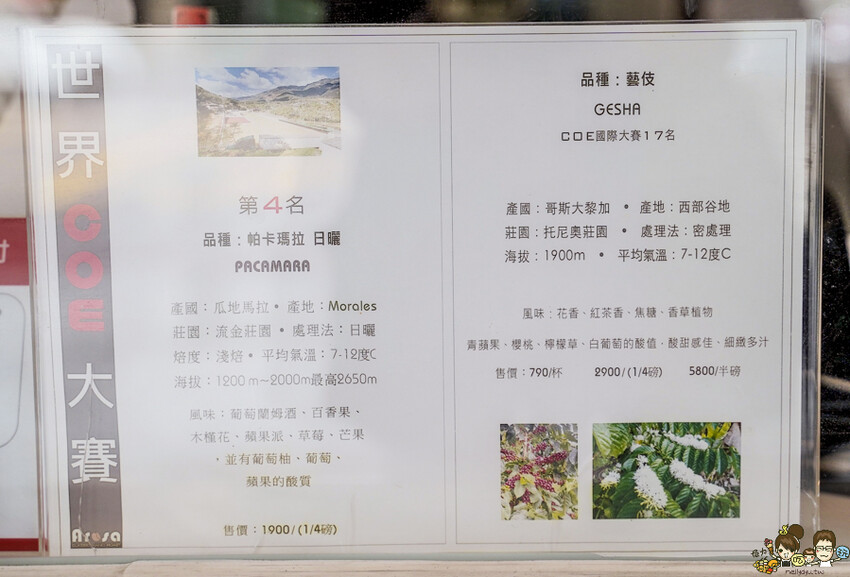 世界COE大賽
Arosa
第4名
品種：帕卡瑪拉 日曬
PACAMARA
產國：瓜地馬拉・產地：Morales
莊園：流金莊園・處理法：日曬
焙度：淺焙・平均氣溫：7-12度C
海拔：1200 m~2000m最高2650m
風味：葡萄蘭姆酒、百香果、
木槿花、蘋果派、草莓、芒果
，並有葡萄柚、葡萄、
蘋果的酸質
售價：1900/(1/4磅)
品種：藝伎
GESHA
COE國際大賽17名
產國：哥斯大黎加 • 產地：西部谷地
莊園：托尼奧莊園 • 處理法：密處理
海拔：1900m • 平均氣溫：7-12度C
風味：花香、紅茶香、焦糖、香草植物
青蘋果、櫻桃、檸檬草、白葡萄的酸值、酸甜感佳、細緻多汁
售價：790/杯 2900/(1/4磅) 5800/半磅
neiljoku.tw